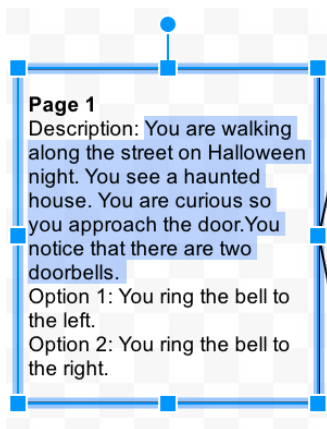 Page 1
Description: You are walking
along the street on Halloween
night. You see a haunted
house. You are curious so
you approach the door.You
notice that there are two
doorbells.
Option 1: You ring the bell to
the left.
Option 2: You ring the bell to
the right.